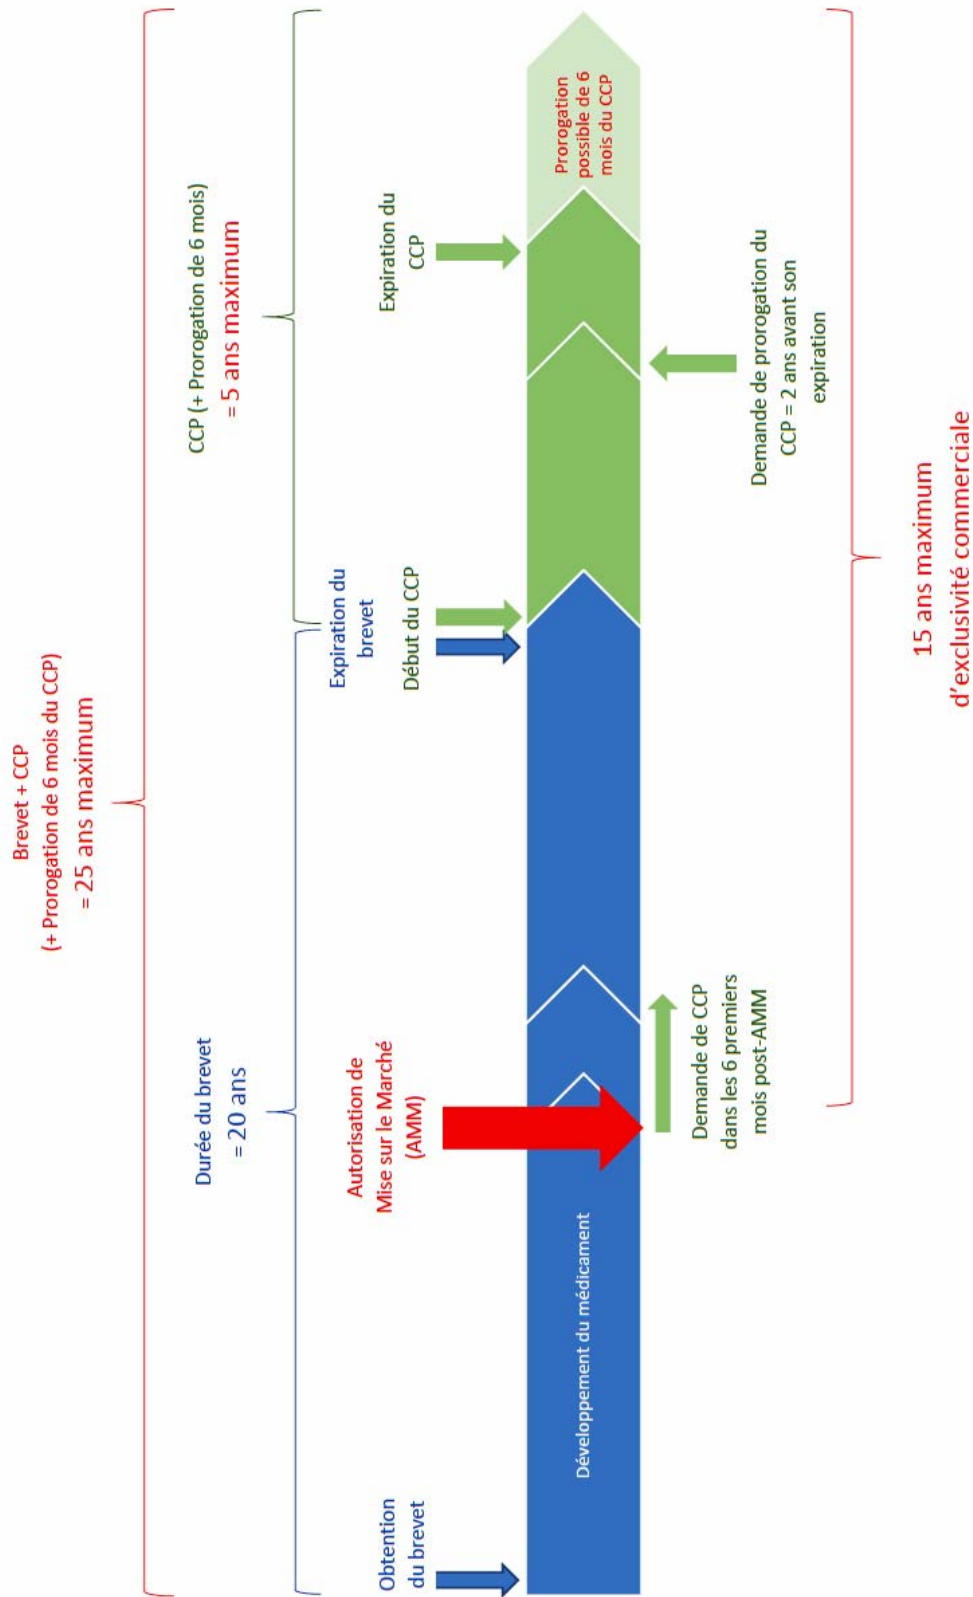 Brevet + CCP
(+ Prorogation de 6 mois du CCP)
= 25 ans maximum
Durée du brevet
= 20 ans
CCP (+ Prorogation de 6 mois)
= 5 ans maximum
Obtention
du brevet
Autorisation de
Mise sur le Marché
(AMM)
Expiration du
brevet
Début du CCP
Expiration du
CCP
Développement du médicament
Prorogation
possible de 6
mois du CCP
Demande de CCP
dans les 6 premiers
mois post-AMM
Demande de prorogation du
CCP = 2 ans avant son
expiration
15 ans maximum
d'exclusivité commerciale